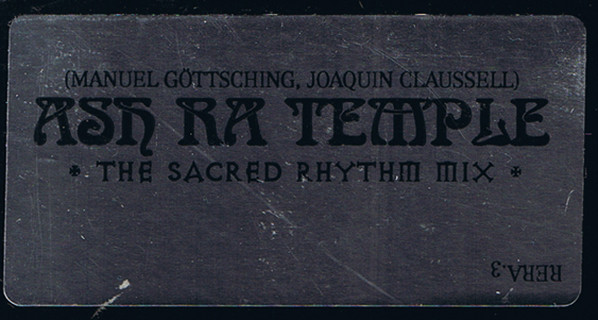 (MANUEL GÖTTSCHING, JOAQUIN CLAUSSELL)
ASH RA TEMPLE
THE SACRED RHYTHM MIX
RERA.3